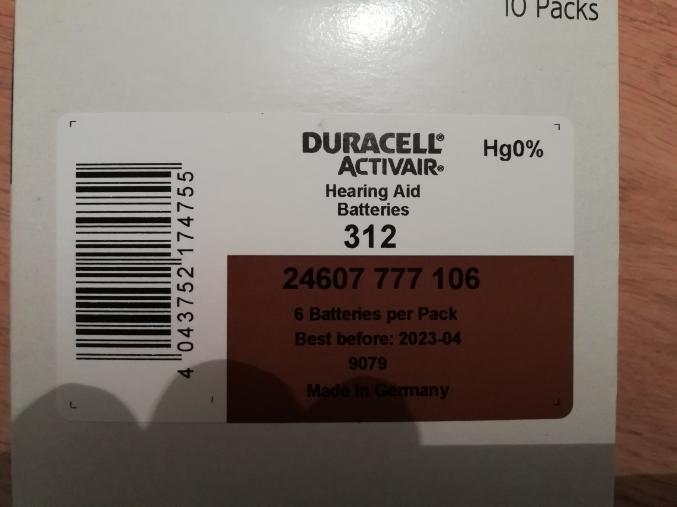 10 Packs
DURACELL®
ACTIVAIR®
Hg0%
Hearing Aid
Batteries
312
24607 777 106
6 Batteries per Pack
Best before: 2023-04
9079
Made in Germany
4 043752 174755